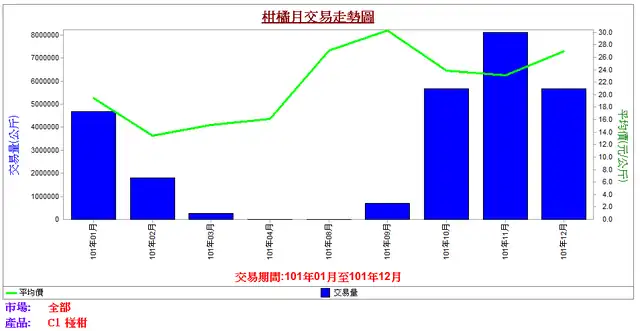 柑橘月交易走勢圖
交易量(公斤)
8000000
7000000
6000000
5000000
4000000
3000000
2000000
1000000
0
30.0
28.0
26.0
24.0
22.0
20.0
18.0
16.0
14.0
12.0
10.0
8.0
6.0
4.0
2.0
0.0
平均價(元/公斤)
101年01月
101年02月
101年03月
101年04月
101年08月
101年09月
101年10月
101年11月
101年12月
交易期間:101年01月至101年12月
平均價
交易量
市場: 全部
產品: C1 椪柑